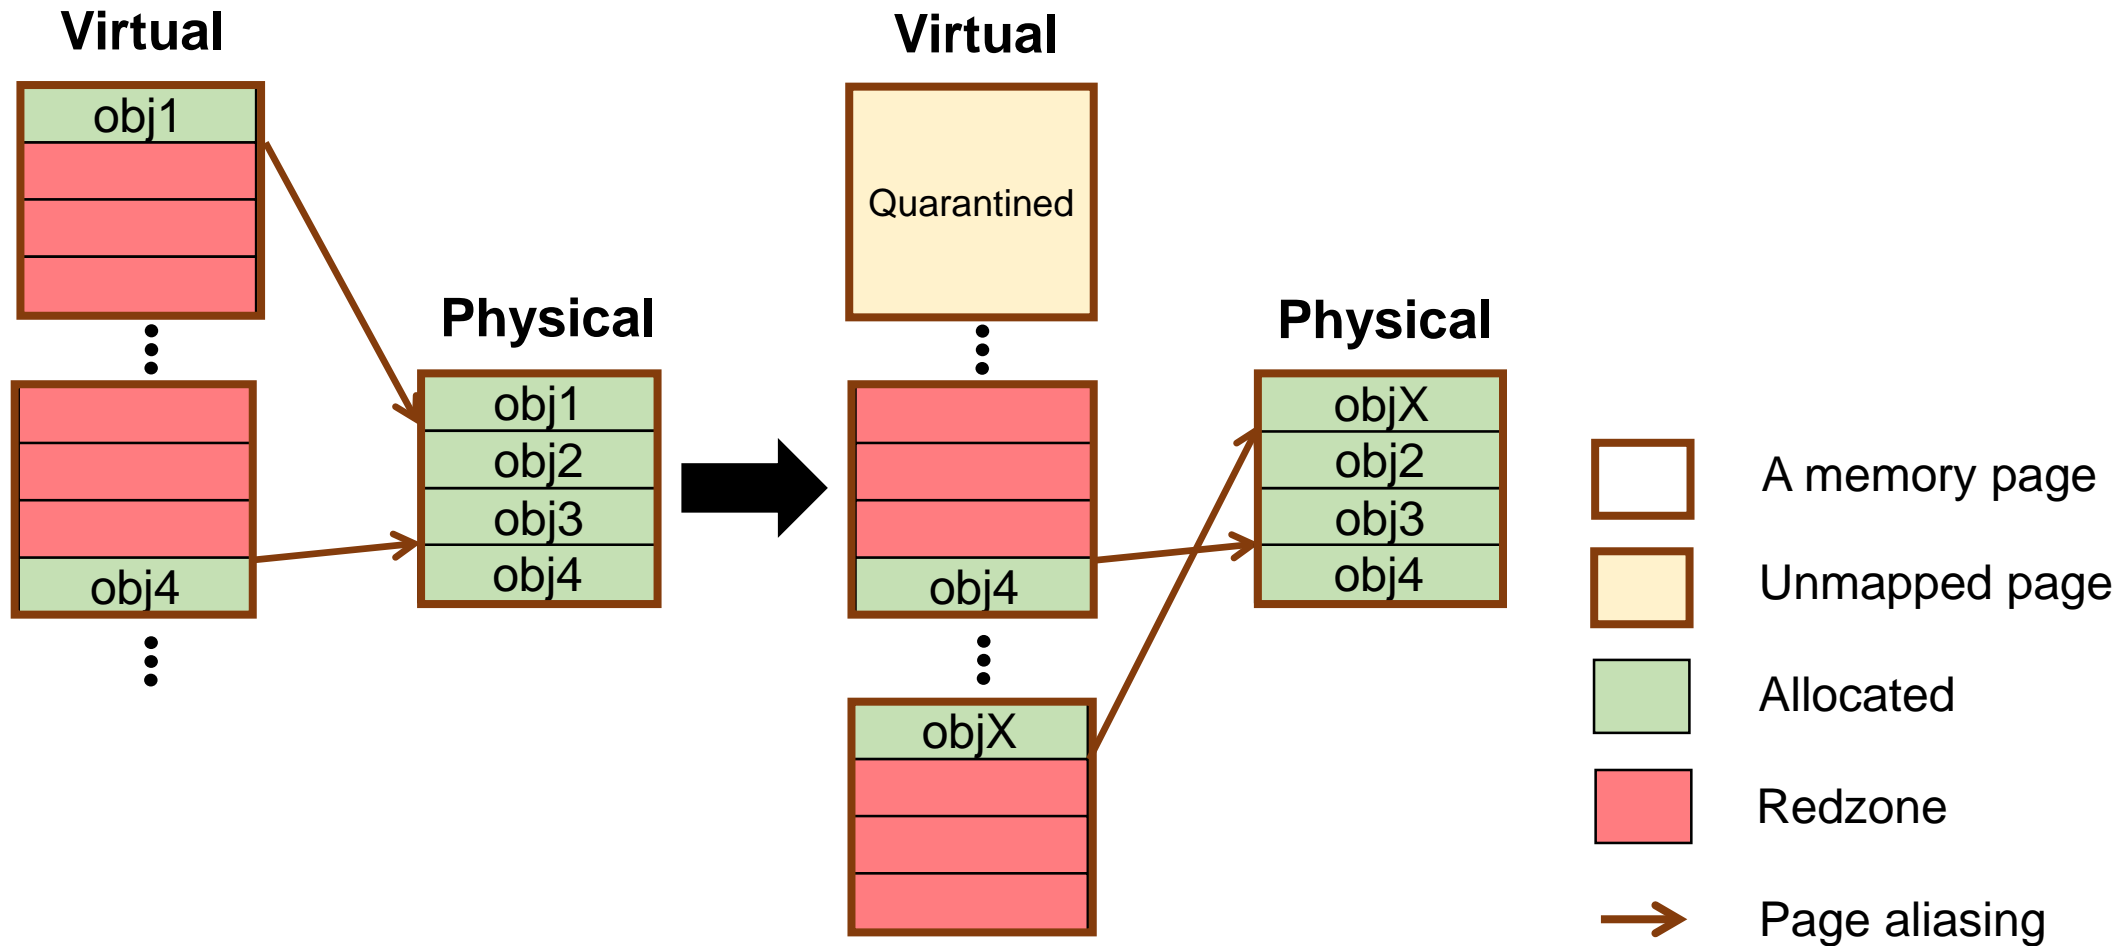 Virtual
obj1
obj4
Physical
obj1
obj2
obj3
obj4
Virtual
Quarantined
obj4
objX
Physical
objX
obj2
obj3
obj4
A memory page
Unmapped page
Allocated
Redzone
Page aliasing